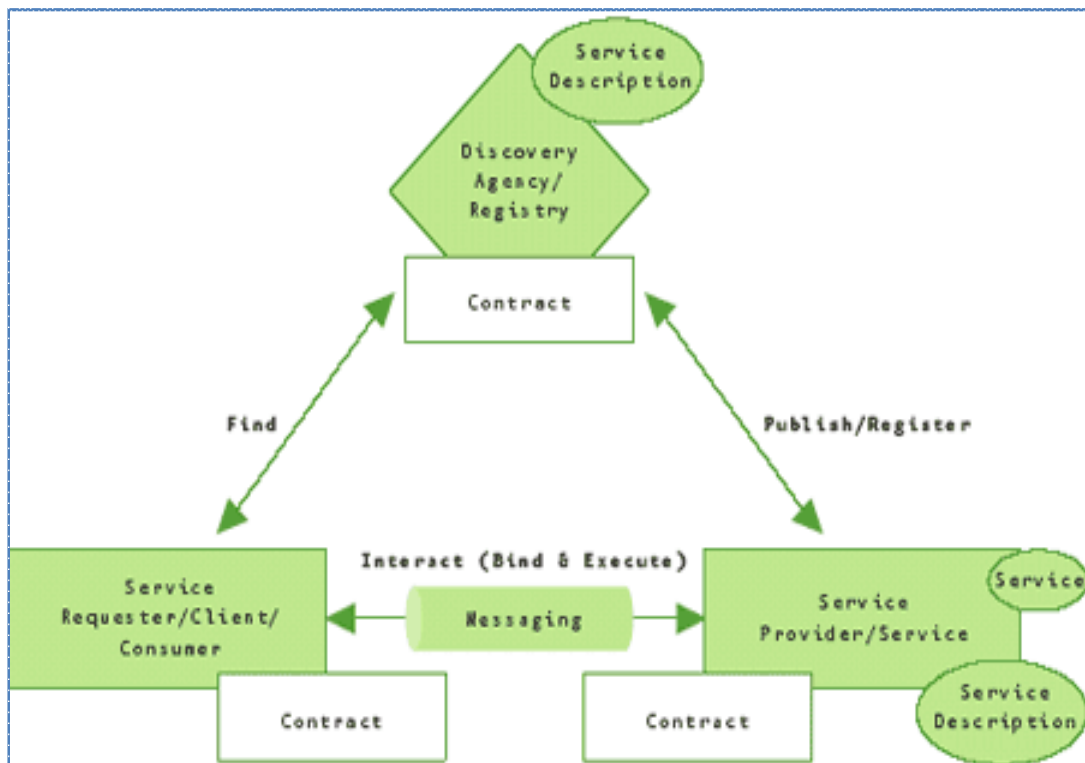 Service
Description
Discovery
Agency/
Registry
Contract
Find
Publish/Register
Interact (Bind & Execute)
Service
Requester/Client/
Consumer
Messaging
Service
Provider/Service
Service
Contract
Contract
Service
Description